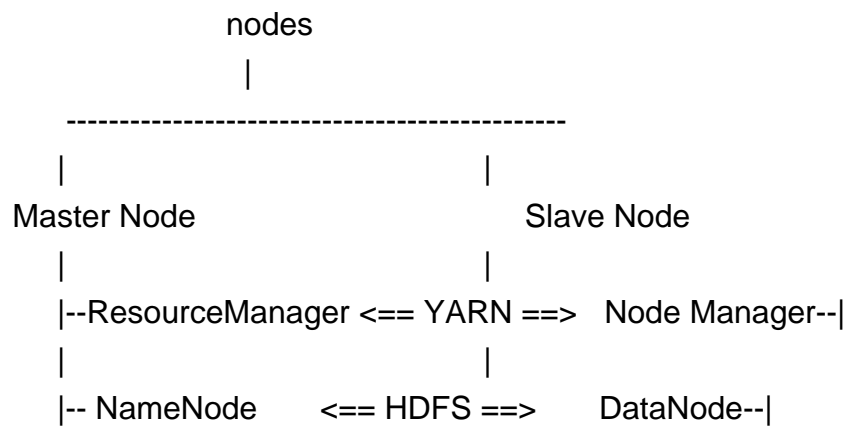 nodes
|
-----------------------------------------------
| |
Master Node Slave Node
| |
|--ResourceManager <== YARN ==> Node Manager--|
| |
|-- NameNode <== HDFS ==> DataNode--|